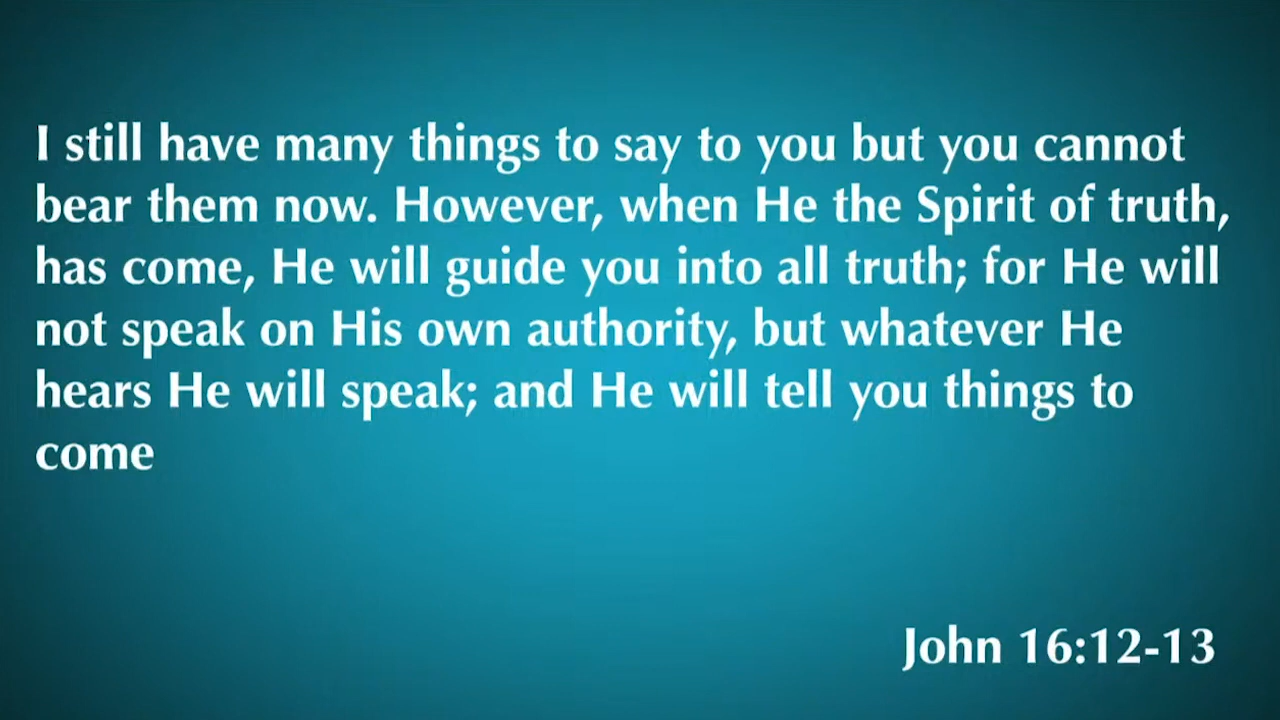 I still have many things to say to you but you cannot
bear them now. However, when He the Spirit of truth,
has come, He will guide you into all truth; for He will
not speak on His own authority, but whatever He
hears He will speak; and He will tell you things to
come
John 16:12-13